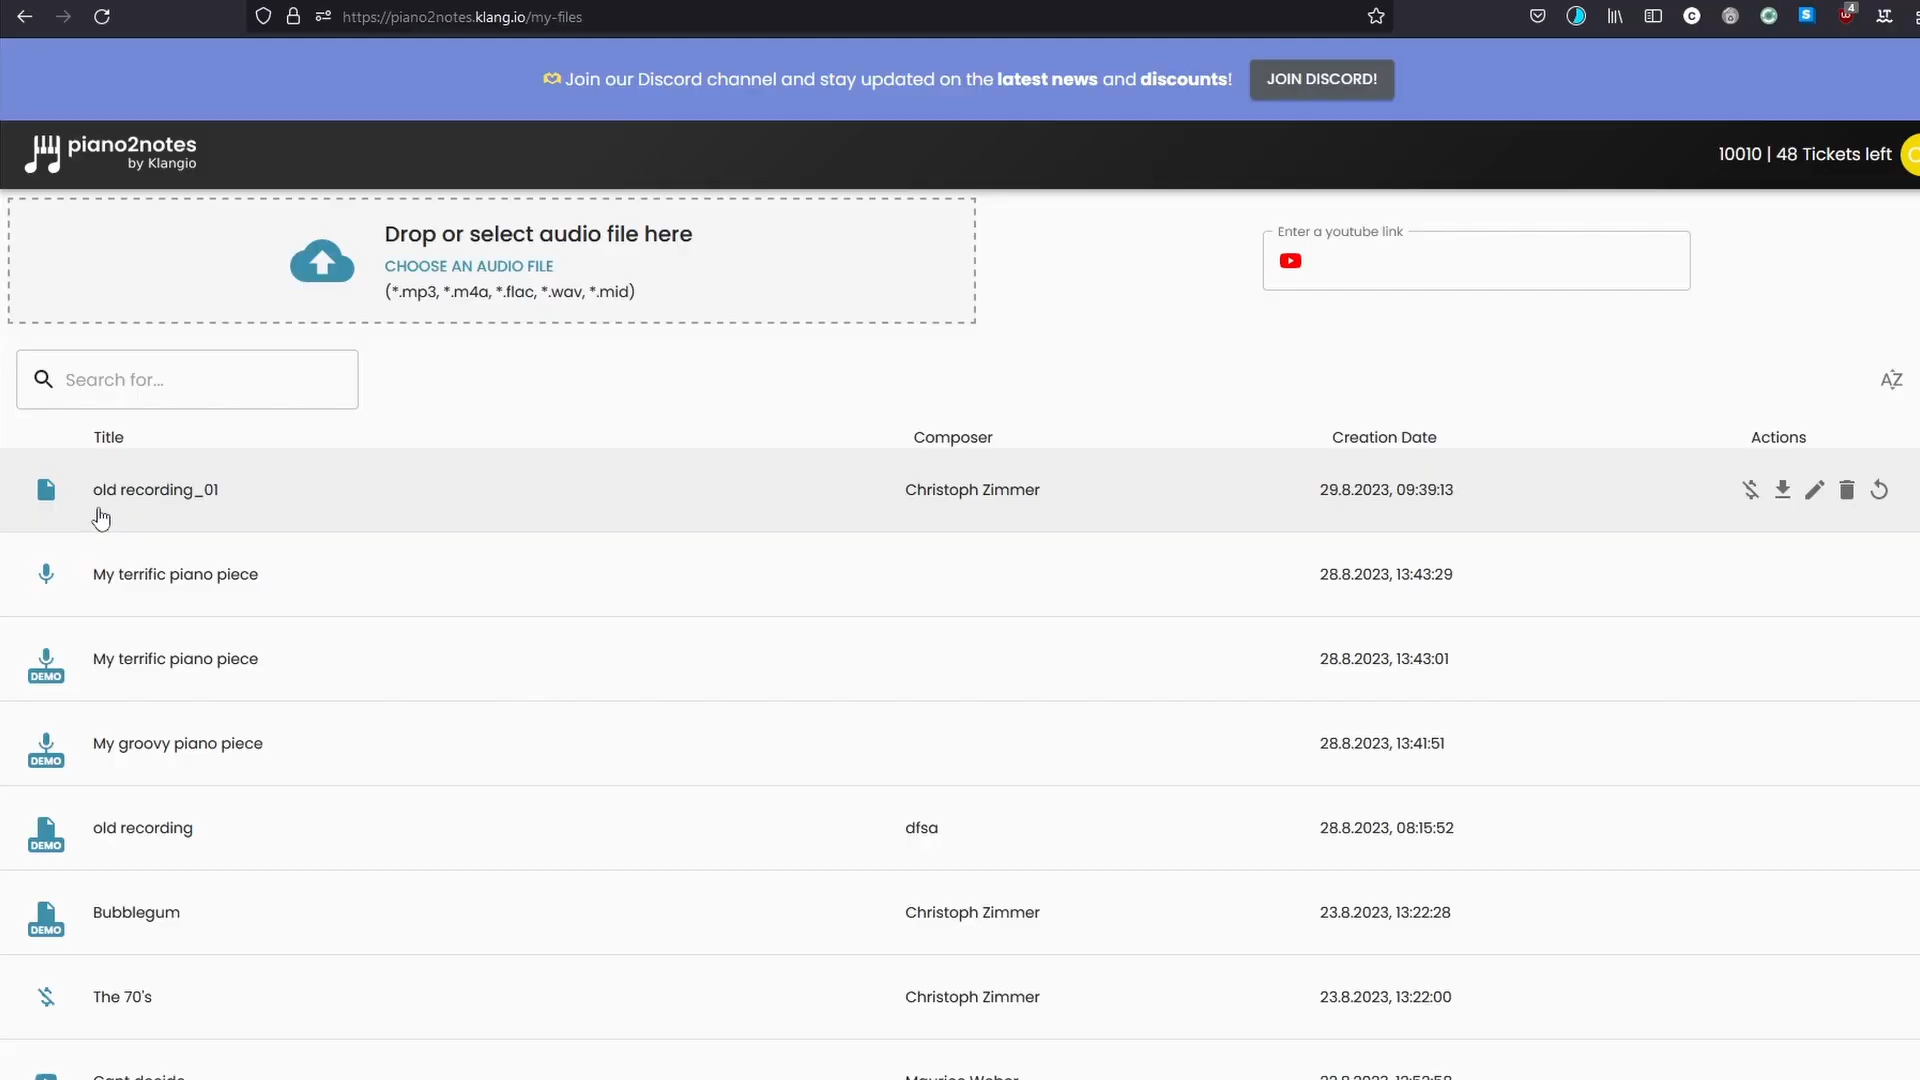 https://piano2notes.klang.io/my-files
4
Join our Discord channel and stay updated on the latest news and discounts! JOIN DISCORD!
piano2notes
by Klangio
10010 | 48 Tickets left
Drop or select audio file here
CHOOSE AN AUDIO FILE
(*.mp3, *.m4a, *.flac, *.wav, *.mid)
Enter a youtube link
Search for...
AZ
Title Composer Creation Date Actions
old recording_01 Christoph Zimmer 29.8.2023, 09:39:13
My terrific piano piece 28.8.2023, 13:43:29
DEMO My terrific piano piece 28.8.2023, 13:43:01
DEMO My groovy piano piece 28.8.2023, 13:41:51
DEMO old recording dfsa 28.8.2023, 08:15:52
DEMO Bubblegum Christoph Zimmer 23.8.2023, 13:22:28
The 70's Christoph Zimmer 23.8.2023, 13:22:00